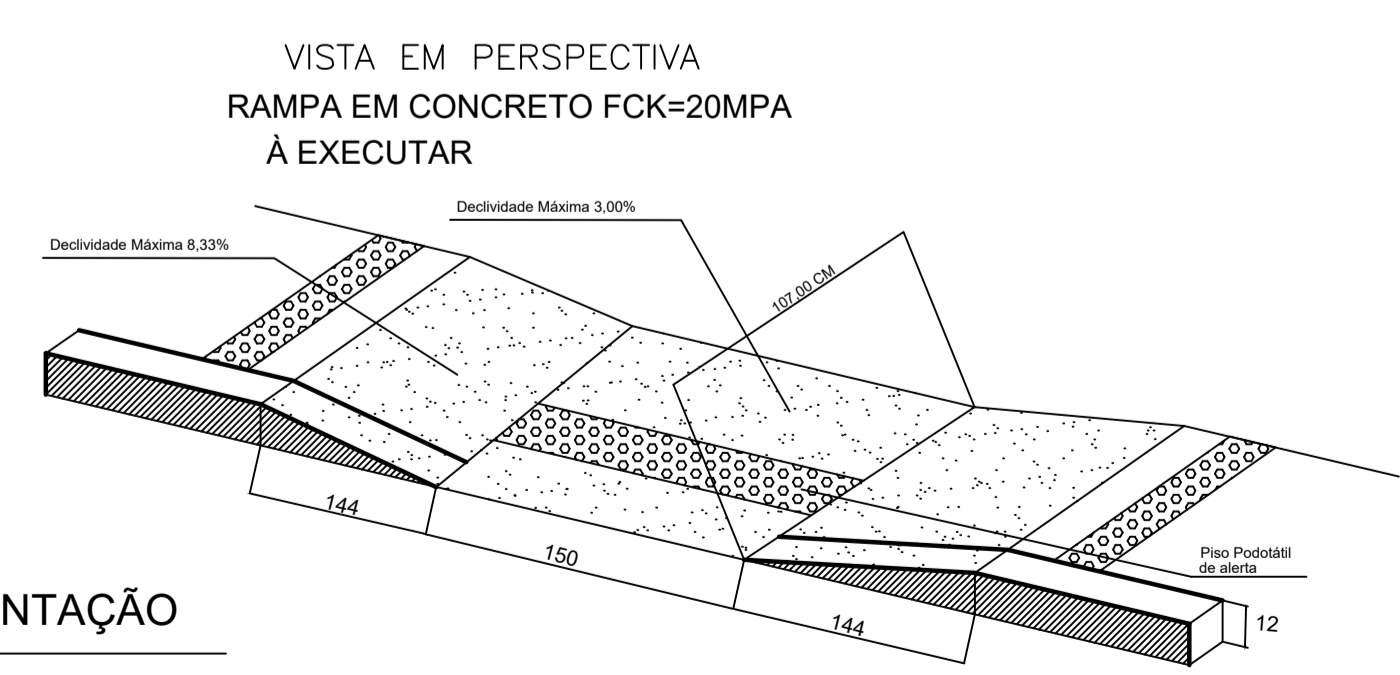 VISTA EM PERSPECTIVA
RAMPA EM CONCRETO FCK=20MPA
À EXECUTAR
Declividade Máxima 3,00%
Declividade Máxima 8,33%
107,00 CM
144
150
144
Piso Podotátil
de alerta
12
NTAÇÃO